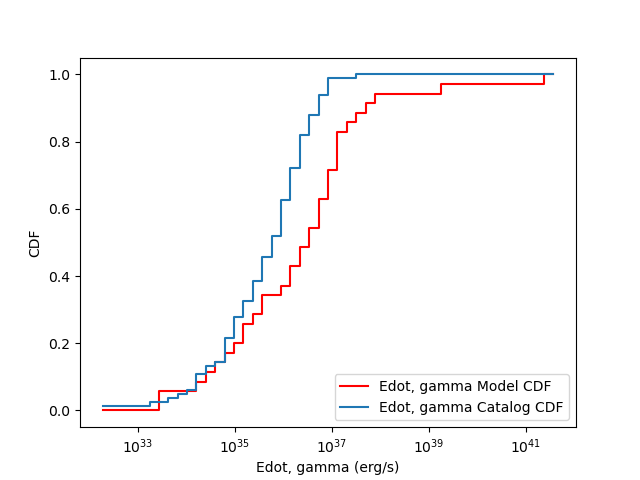 1.0
0.8
0.6
0.4
0.2
0.0
CDF
10^33
10^35
10^37
10^39
10^41
Edot, gamma (erg/s)
Edot, gamma Model CDF
Edot, gamma Catalog CDF